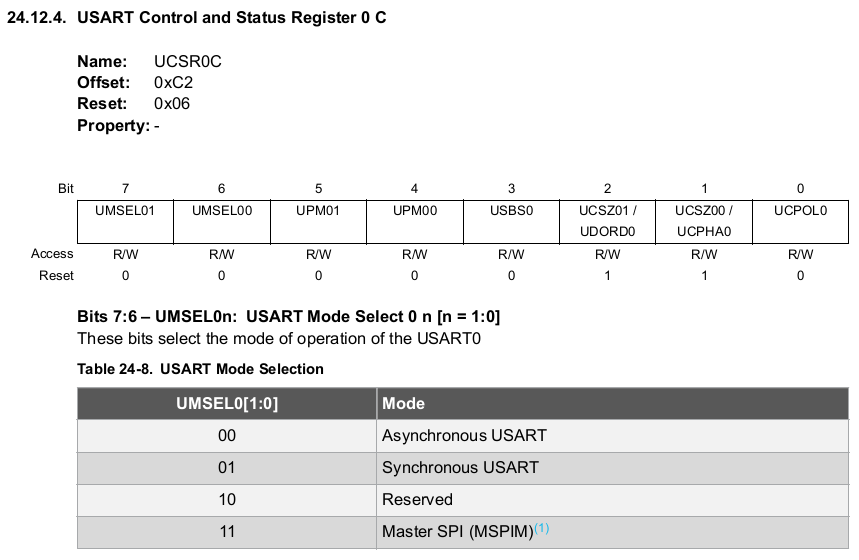 24.12.4. USART Control and Status Register 0 C
Name: UCSR0C
Offset: 0xC2
Reset: 0x06
Property: -
Bit 7 6 5 4 3 2 1 0
UMSEL01 UMSEL00 UPM01 UPM00 USBS0 UCSZ01 / UCSZ00 / UCPOL0
UDORD0 UCPHA0
Access R/W R/W R/W R/W R/W R/W R/W R/W
Reset 0 0 0 0 0 1 1 0
Bits 7:6 – UMSEL0n: USART Mode Select 0 n [n = 1:0]
These bits select the mode of operation of the USART0
Table 24-8. USART Mode Selection
UMSEL0[1:0] Mode
00 Asynchronous USART
01 Synchronous USART
10 Reserved
11 Master SPI (MSPIM)(1)